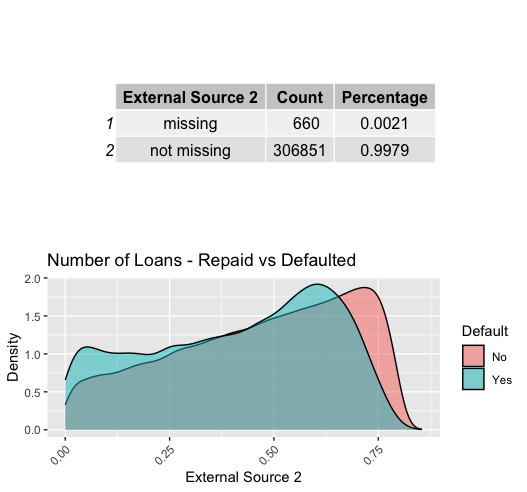 External Source 2 Count Percentage
1 missing 660 0.0021
2 not missing 306851 0.9979
Number of Loans - Repaid vs Defaulted
2.0
1.5
1.0
0.5
0.0
Density
0.00 0.25 0.50 0.75
External Source 2
Default
No
Yes